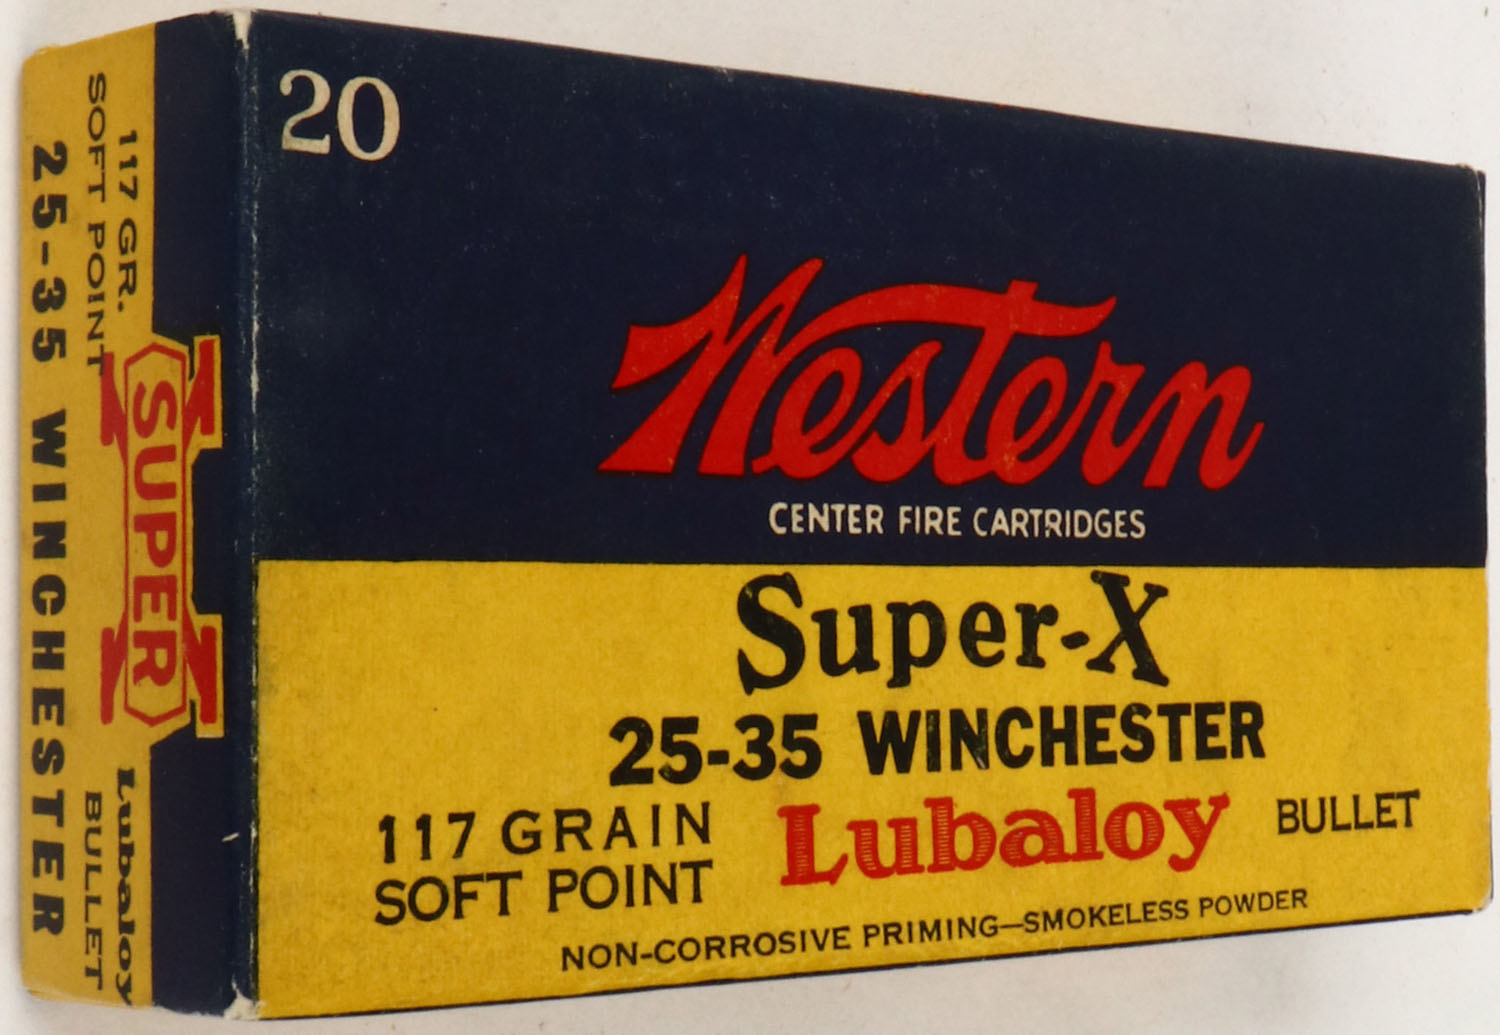 20
Western
CENTER FIRE CARTRIDGES
Super-X
25-35 WINCHESTER
117 GRAIN
SOFT POINT
Lubaloy BULLET
NON-CORROSIVE PRIMING—SMOKELESS POWDER
117 GR.
SOFT POINT
SUPER X
Lubaloy
BULLET
25-35 WINCHESTER